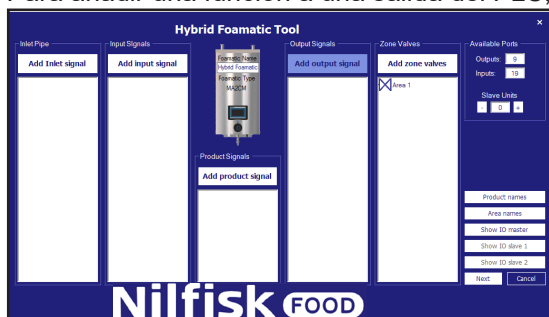 Para añadir una función a una salida del PLC,
Hybrid Foamatic Tool
×
Inlet Pipe
Add Inlet signal
Input SIgnals
Add input signal
Foamatic Name
Hybrid Foamatic
Foamatic Type
MA2CM
Product Signals
Add product signal
Output Signals
Add output signal
Zone Valves
Add zone valves
Area 1
Available Ports
Outputs: 9
Inputs: 19
Slave Units
- 0 +
Product names
Area names
Show IO master
Show IO slave 1
Show IO slave 2
Next Cancel
Nilfisk FOOD